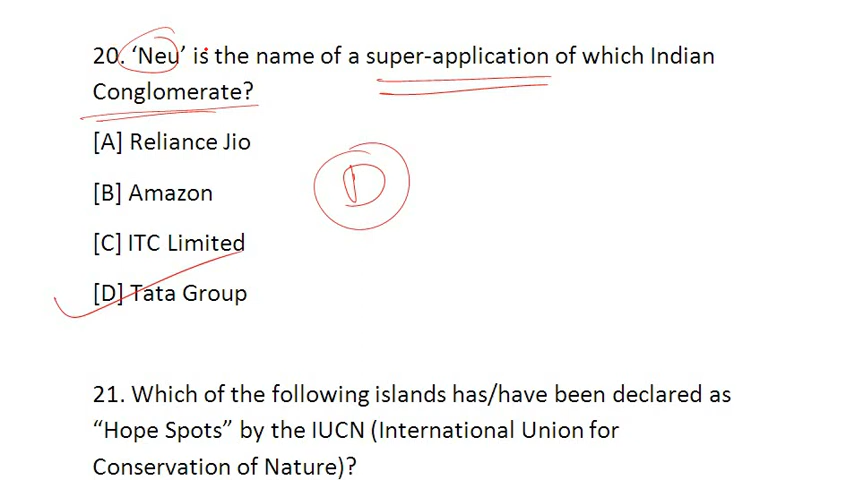 20. ‘Neu’ is the name of a super-application of which Indian
Conglomerate?
[A] Reliance Jio
[B] Amazon
D
[C] ITC Limited
[D] Tata Group
21. Which of the following islands has/have been declared as
“Hope Spots” by the IUCN (International Union for
Conservation of Nature)?